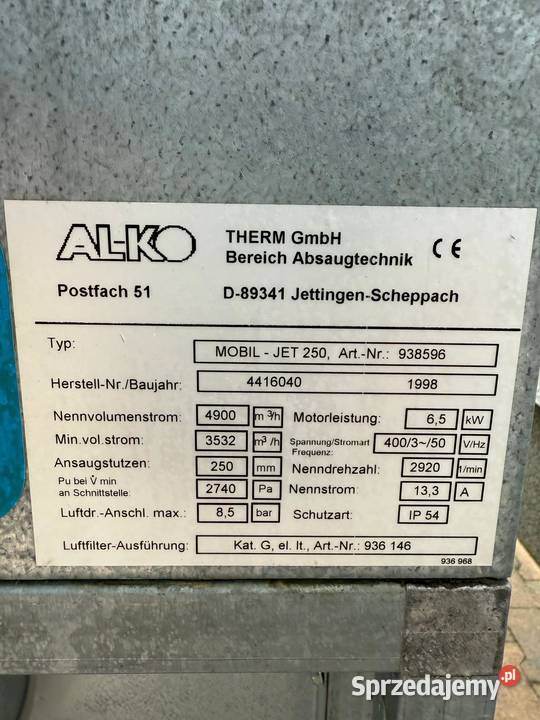 AL-KO
THERM GmbH
Bereich Absaugtechnik
CE
Postfach 51 D-89341 Jettingen-Scheppach
Typ: MOBIL - JET 250, Art.-Nr.: 938596
Herstell-Nr./Baujahr: 4416040 1998
Nennvolumenstrom: 4900 m³/h Motorleistung: 6,5 kW
Min.vol.strom: 3532 m³/h Spannung/Stromart Frequenz: 400/3~/50 V/Hz
Ansaugstutzen: 250 mm Nenndrehzahl: 2920 1/min
Pu bei V̇ min
an Schnittstelle: 2740 Pa Nennstrom: 13,3 A
Luftdr.-Anschl. max.: 8,5 bar Schutzart: IP 54
Luftfilter-Ausführung: Kat. G, el. lt., Art.-Nr.: 936 146
936 968
Sprzedajemy.pl